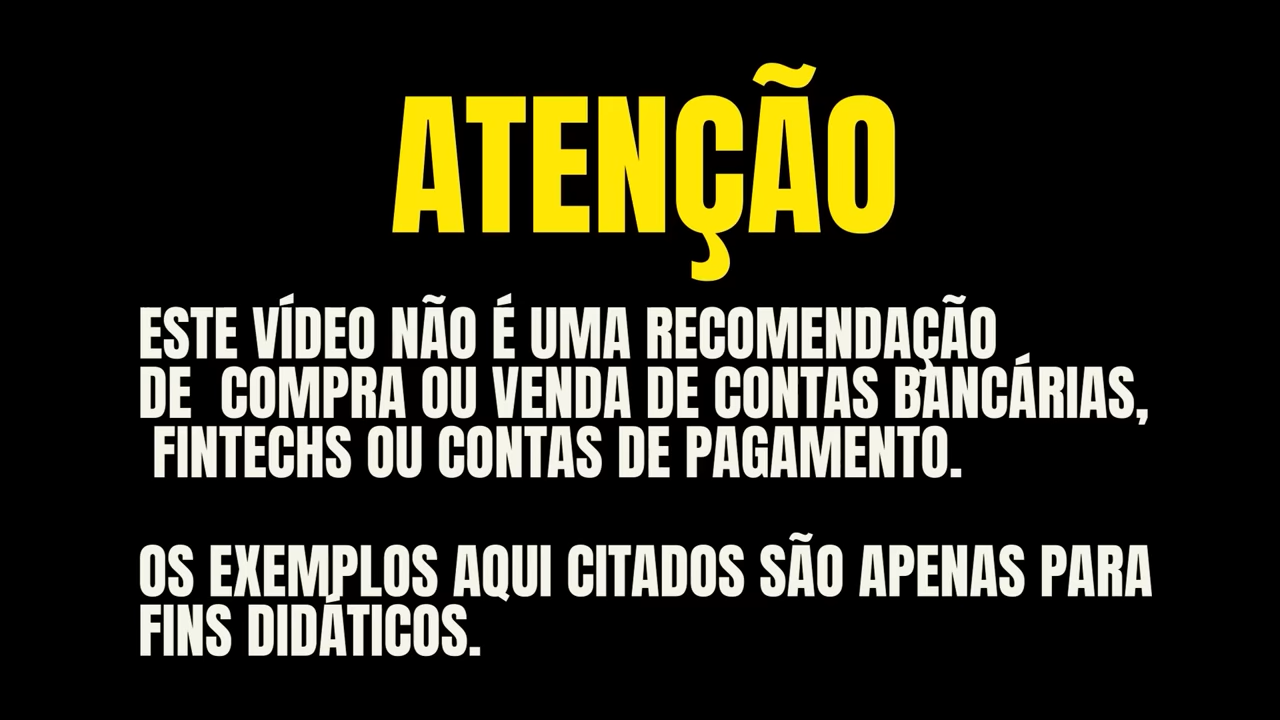 ATENÇÃO
ESTE VÍDEO NÃO É UMA RECOMENDAÇÃO
DE COMPRA OU VENDA DE CONTAS BANCÁRIAS,
FINTECHS OU CONTAS DE PAGAMENTO.
OS EXEMPLOS AQUI CITADOS SÃO APENAS PARA
FINS DIDÁTICOS.